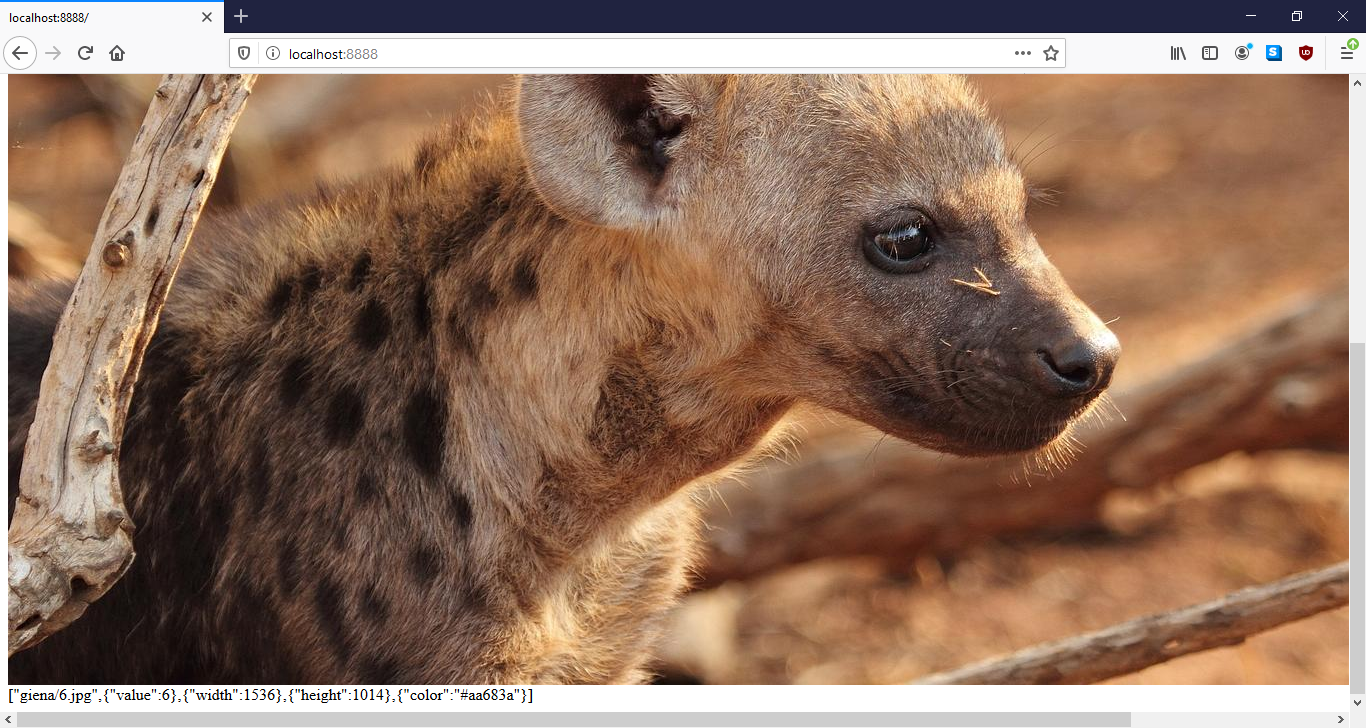 localhost:8888/
localhost:8888
["giena/6.jpg",{"value":6},{"width":1536},{"height":1014},{"color":"#aa683a"}]